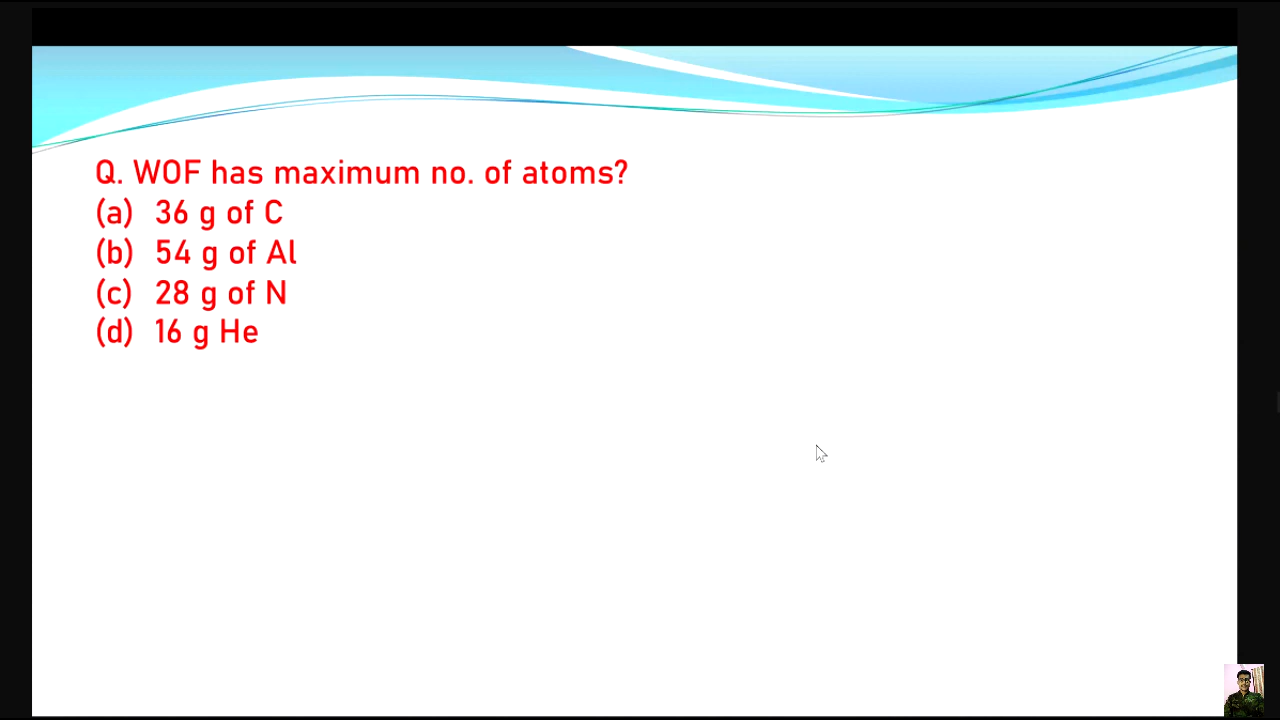 Q. WOF has maximum no. of atoms?
(a) 36 g of C
(b) 54 g of Al
(c) 28 g of N
(d) 16 g He